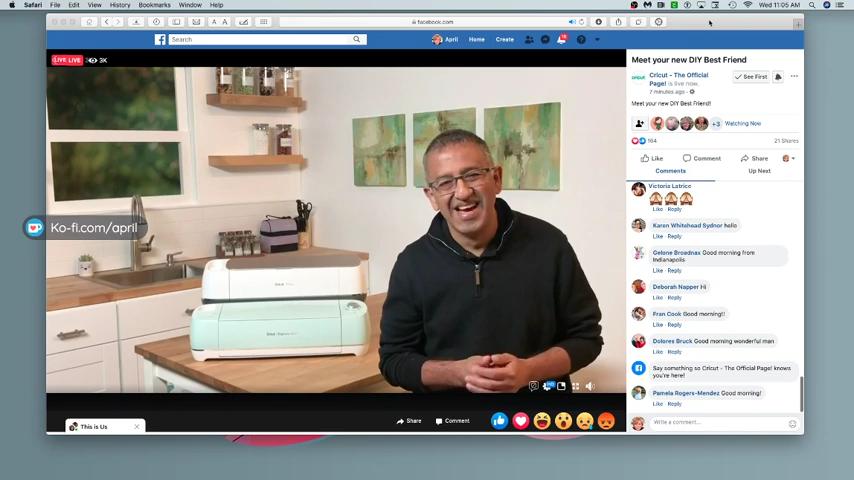 Safari File Edit View History Bookmarks Window Help
Wed 11:05 AM
facebook.com
Search
April Home Create
LIVE LIVE 3K
Meet your new DIY Best Friend
Cricut - The Official
Page! is live now.
7 minutes ago
See First
Meet your new DIY Best Friend!
+3 Watching Now
164
21 Shares
Like Comment Share
Comments Up Next
Victoria Latrice
Like · Reply
Karen Whitehead Sydnor hello
Like · Reply
Gelone Broadnax Good morning from
Indianapolis
Like · Reply
Deborah Napper Hi
Like · Reply
Fran Cook Good morning!!
Like · Reply
Dolores Bruck Good morning wonderful man
Like · Reply
Say something so Cricut - The Official Page! knows
you're here!
Pamela Rogers-Mendez Good morning!
Like · Reply
Write a comment...
Ko-fi.com/april
Share Comment
This is Us